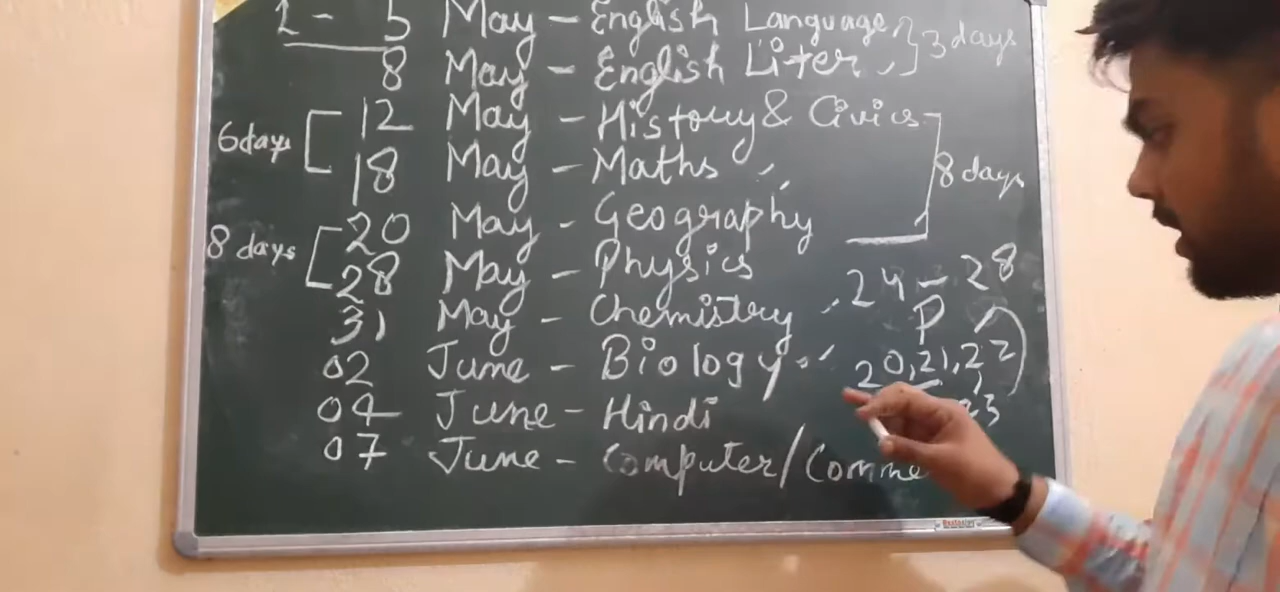 1 - 5 May - English Language } 3 days
8 May - English Liter
6 days [ 12 May - History & Civics
18 May - Maths ] 8 days
20 May - Geography
8 days [ 28 May - Physics 24 - 28
31 May - Chemistry P
02 June - Biology 20, 21, 22
04 June - Hindi 23
07 June - Computer/Comme